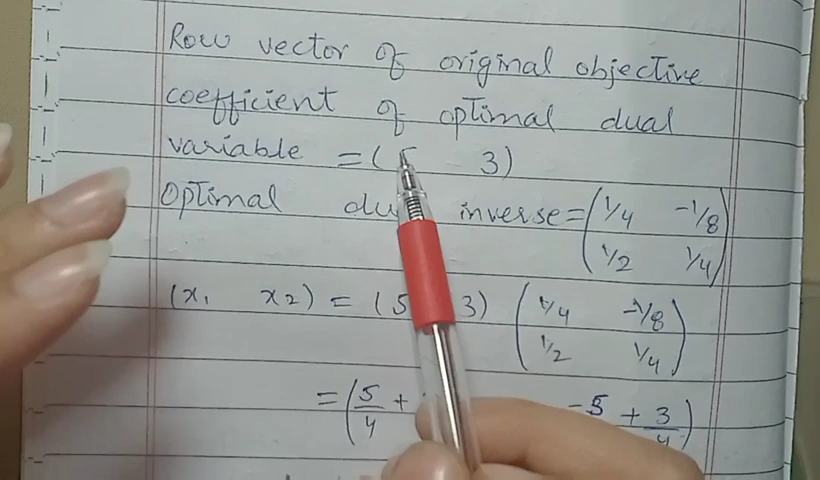 Row vector of original objective
coefficient of optimal dual
variable = (5 3)
Optimal inverse = (1/4 -1/8
1/2 1/4)
(x1 x2) = (5 3) (1/4 -1/8
1/2 1/4)
= (5/4 + -5 + 3/4)